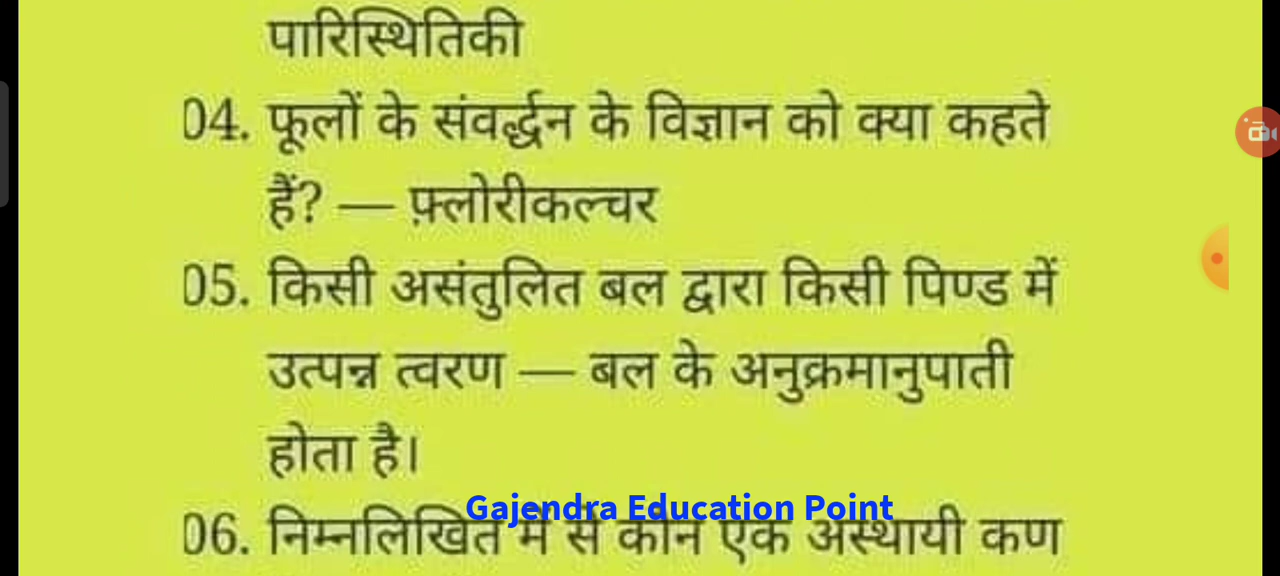 पारिस्थितिकी
04. फूलों के संवर्द्धन के विज्ञान को क्या कहते
हैं? — फ़्लोरीकल्चर
05. किसी असंतुलित बल द्वारा किसी पिण्ड में
उत्पन्न त्वरण — बल के अनुक्रमानुपाती
होता है।
Gajendra Education Point
06. निम्नलिखित में से कौन एक अस्थायी कण